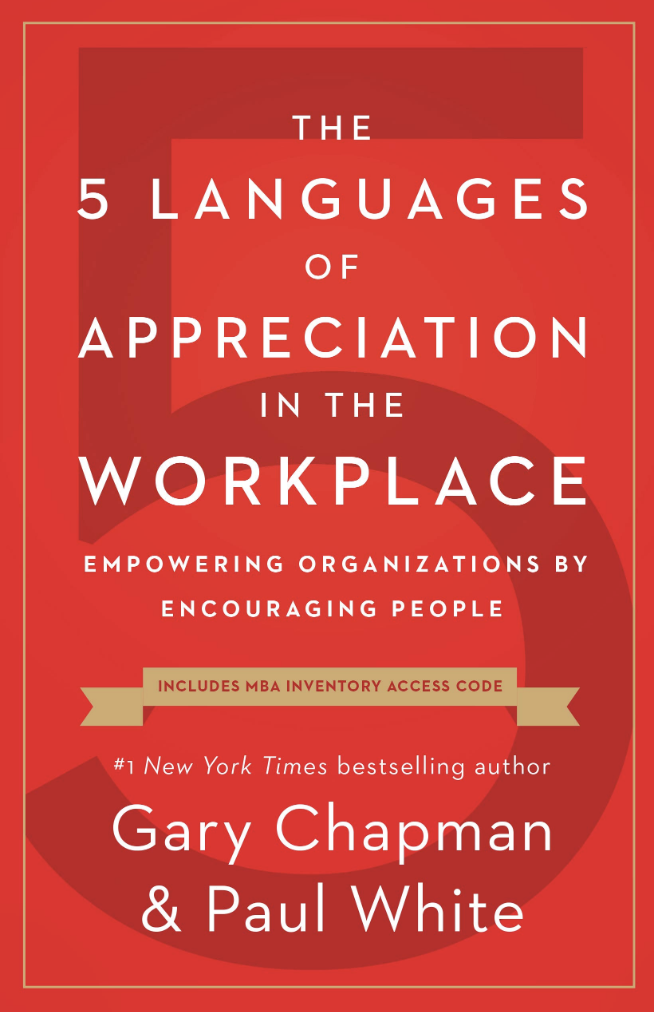 THE
5 LANGUAGES
OF
APPRECIATION
IN THE
WORKPLACE
EMPOWERING ORGANIZATIONS BY
ENCOURAGING PEOPLE
INCLUDES MBA INVENTORY ACCESS CODE
#1 New York Times bestselling author
Gary Chapman
& Paul White